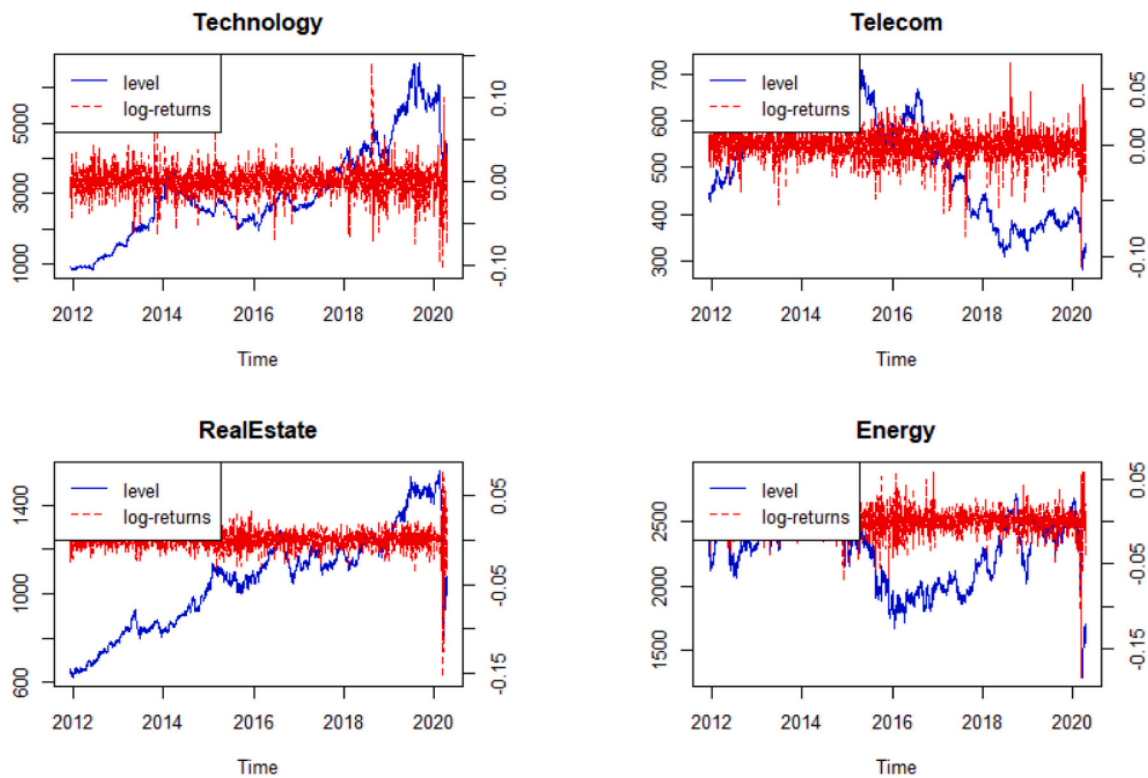 Technology
level
log-returns
1000 3000 5000
-0.10 0.00 0.10
2012 2014 2016 2018 2020
Time
Telecom
level
log-returns
300 400 500 600 700
-0.10 0.00 0.05
2012 2014 2016 2018 2020
Time
RealEstate
level
log-returns
600 1000 1400
-0.15 -0.05 0.05
2012 2014 2016 2018 2020
Time
Energy
level
log-returns
1500 2000 2500
-0.15 -0.05 0.05
2012 2014 2016 2018 2020
Time